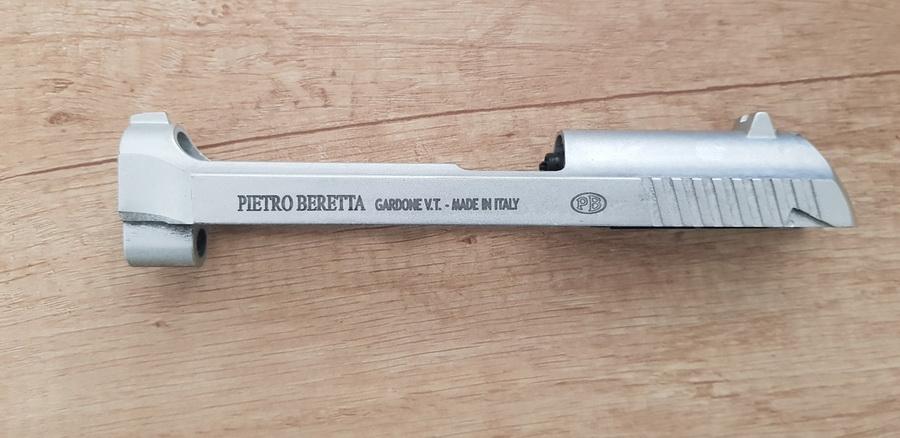 PIETRO BERETTA GARDONE V.T. - MADE IN ITALY PB